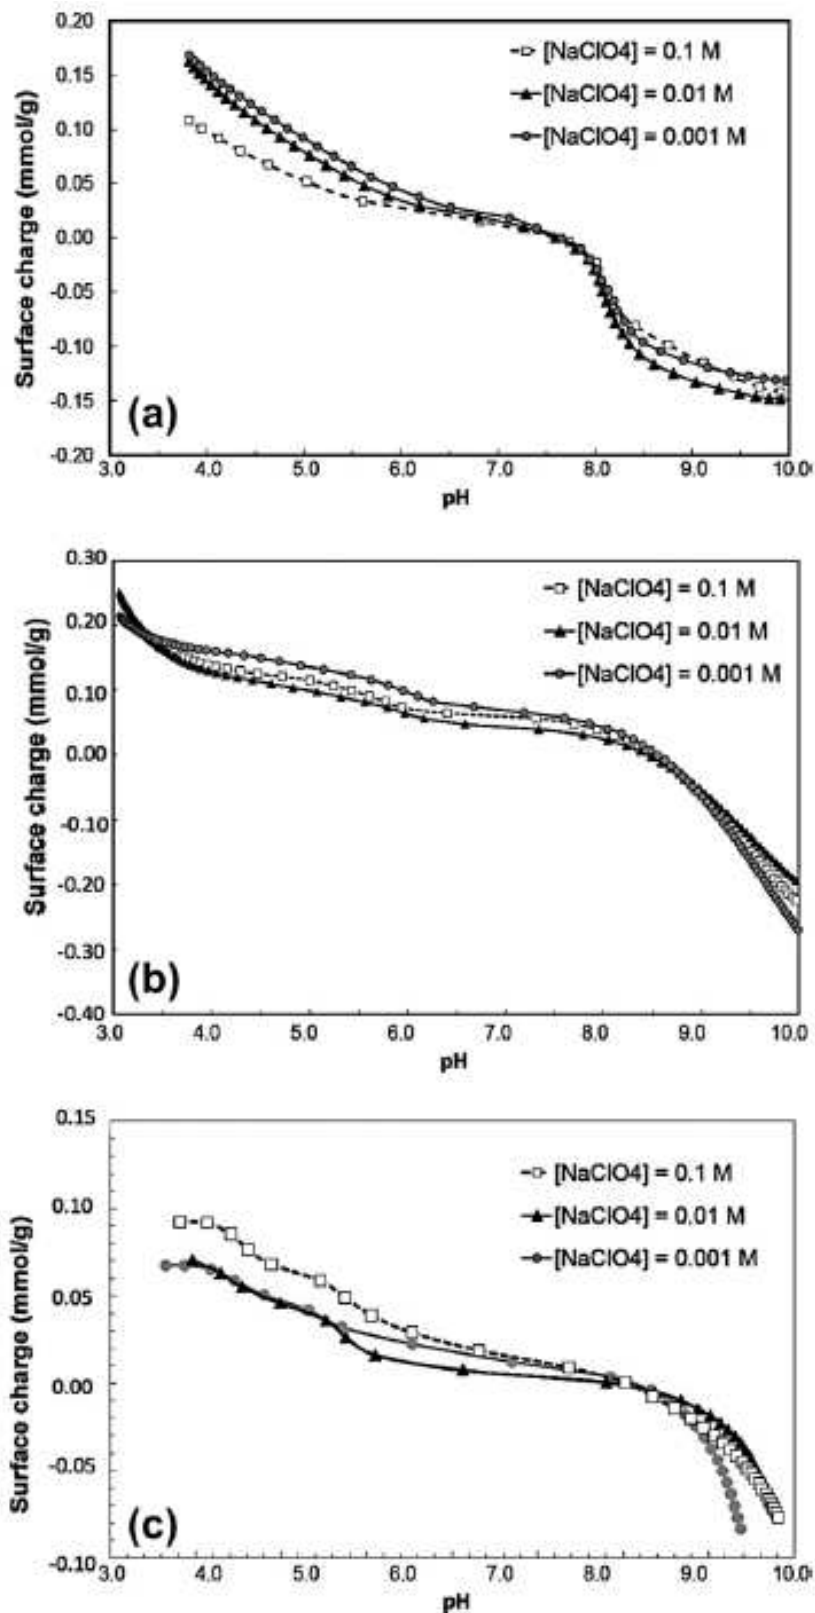 0.20
[NaClO4] = 0.1 M
0.15
[NaClO4] = 0.01 M
0.10
[NaClO4] = 0.001 M
0.05
0.00
-0.05
-0.10
-0.15
-0.20
Surface charge (mmol/g)
(a)
3.0 4.0 5.0 6.0 7.0 8.0 9.0 10.0
pH
0.30
[NaClO4] = 0.1 M
0.20
[NaClO4] = 0.01 M
[NaClO4] = 0.001 M
0.10
0.00
-0.10
-0.20
-0.30
-0.40
Surface charge (mmol/g)
(b)
3.0 4.0 5.0 6.0 7.0 8.0 9.0 10.0
pH
0.15
[NaClO4] = 0.1 M
0.10
[NaClO4] = 0.01 M
[NaClO4] = 0.001 M
0.05
0.00
-0.05
-0.10
Surface charge (mmol/g)
(c)
3.0 4.0 5.0 6.0 7.0 8.0 9.0 10.0
pH